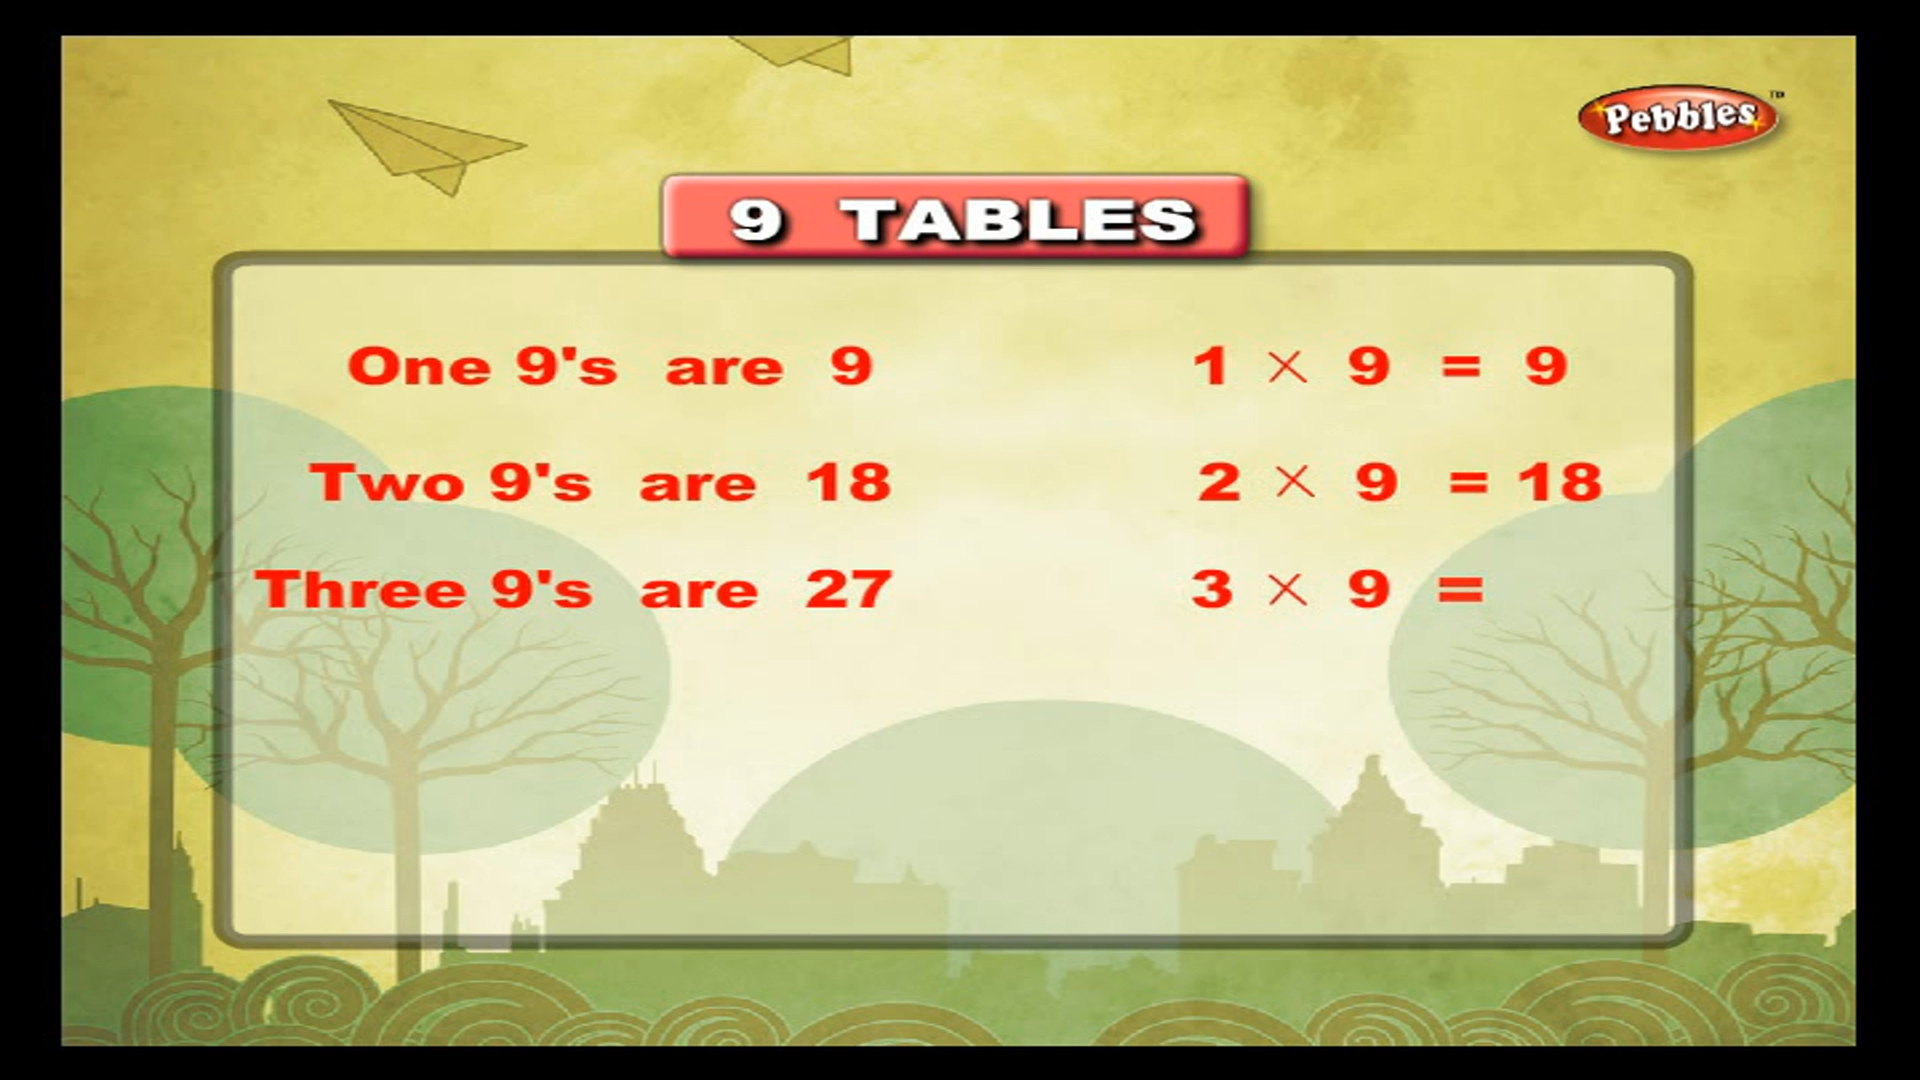 Pebbles TM
9 TABLES
One 9's are 9 1 × 9 = 9
Two 9's are 18 2 × 9 = 18
Three 9's are 27 3 × 9 =